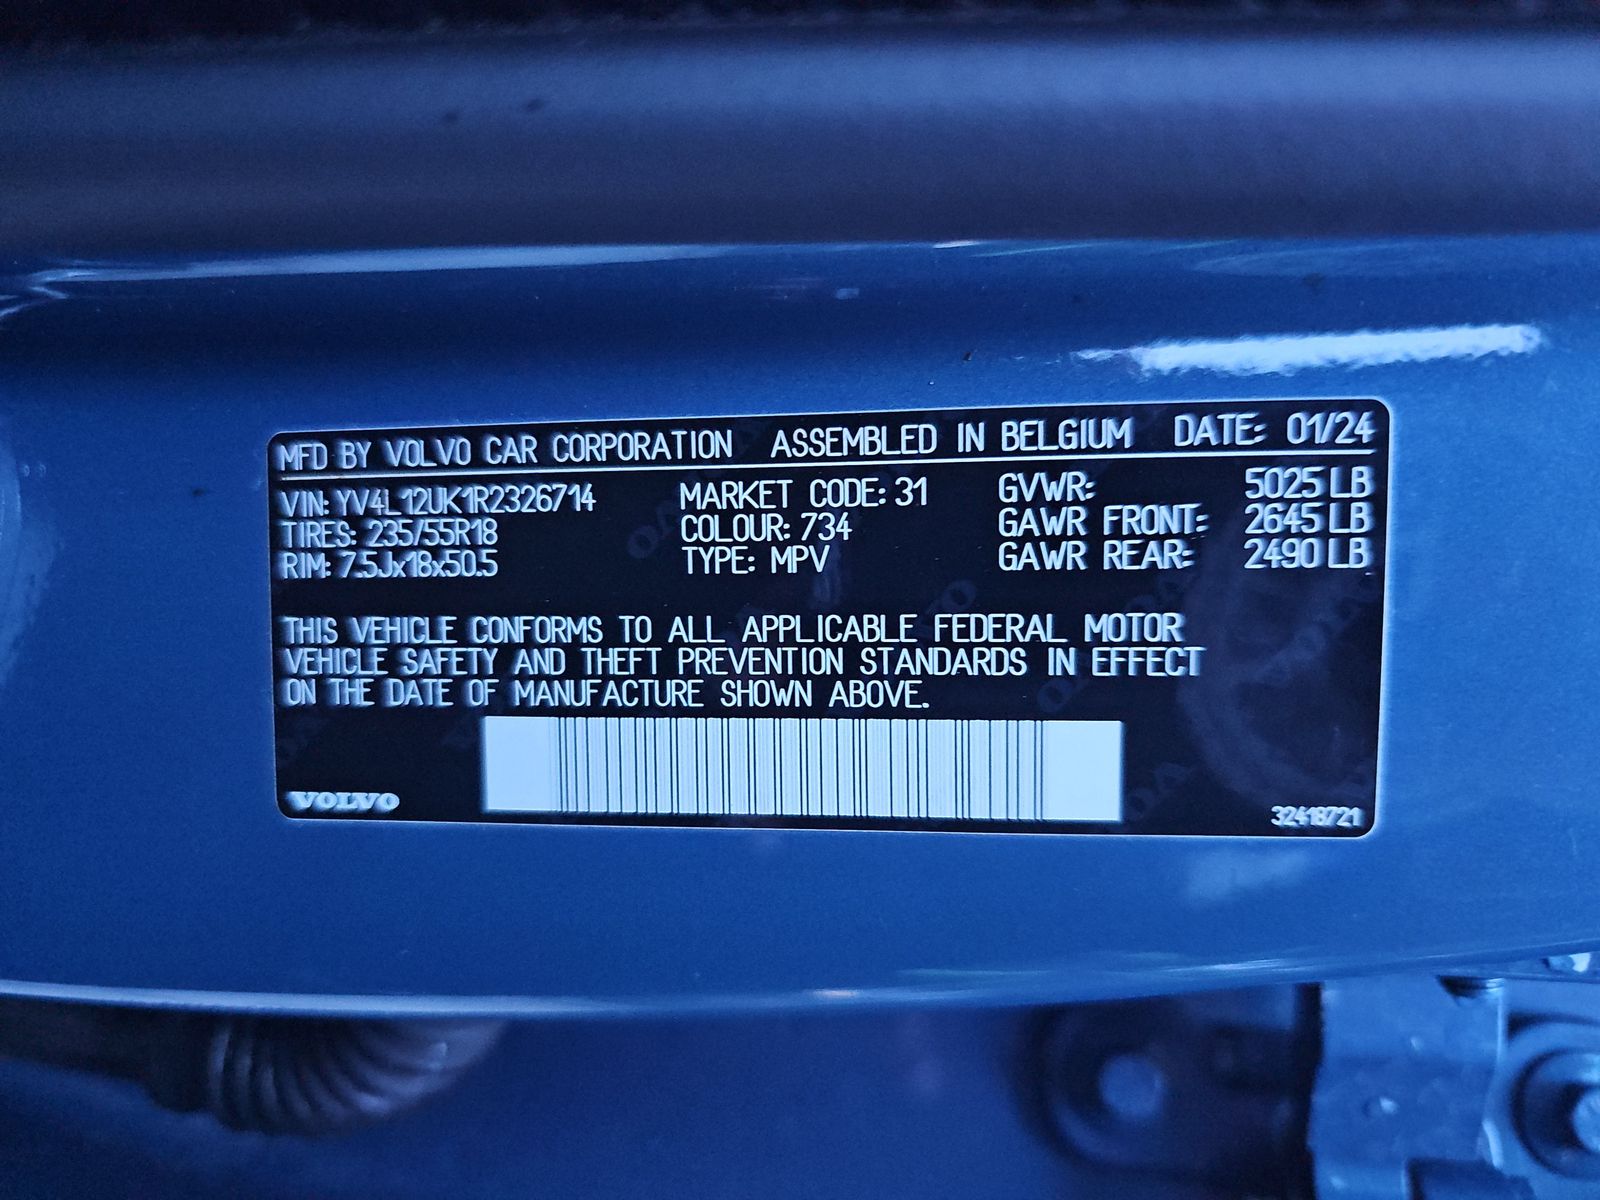 MFD BY VOLVO CAR CORPORATION ASSEMBLED IN BELGIUM DATE: 01/24
VIN: YV4L12UK1R2326714 MARKET CODE: 31 GVWR: 5025 LB
TIRES: 235/55R18 COLOUR: 734 GAWR FRONT: 2645 LB
RIM: 7.5Jx18x50.5 TYPE: MPV GAWR REAR: 2490 LB
THIS VEHICLE CONFORMS TO ALL APPLICABLE FEDERAL MOTOR
VEHICLE SAFETY AND THEFT PREVENTION STANDARDS IN EFFECT
ON THE DATE OF MANUFACTURE SHOWN ABOVE.
VOLVO 32418721